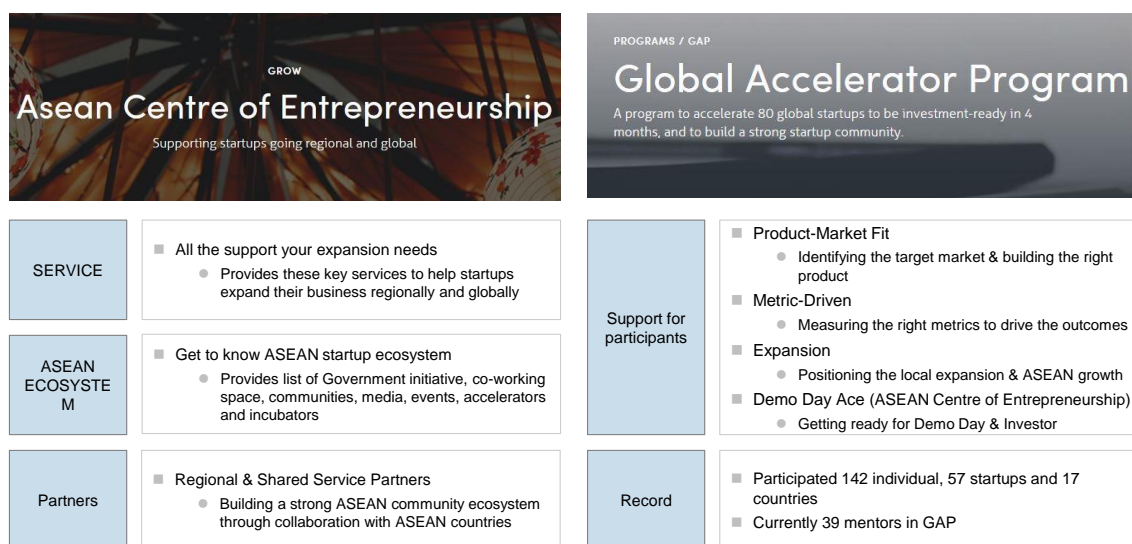 GROW
Asean Centre of Entrepreneurship
Supporting startups going regional and global
SERVICE
All the support your expansion needs
Provides these key services to help startups
expand their business regionally and globally
ASEAN
ECOSYSTE
M
Get to know ASEAN startup ecosystem
Provides list of Government initiative, co-working
space, communities, media, events, accelerators
and incubators
Partners
Regional & Shared Service Partners
Building a strong ASEAN community ecosystem
through collaboration with ASEAN countries
PROGRAMS / GAP
Global Accelerator Program
A program to accelerate 80 global startups to be investment-ready in 4
months, and to build a strong startup community.
Support for
participants
Product-Market Fit
Identifying the target market & building the right
product
Metric-Driven
Measuring the right metrics to drive the outcomes
Expansion
Positioning the local expansion & ASEAN growth
Demo Day Ace (ASEAN Centre of Entrepreneurship)
Getting ready for Demo Day & Investor
Record
Participated 142 individual, 57 startups and 17
countries
Currently 39 mentors in GAP